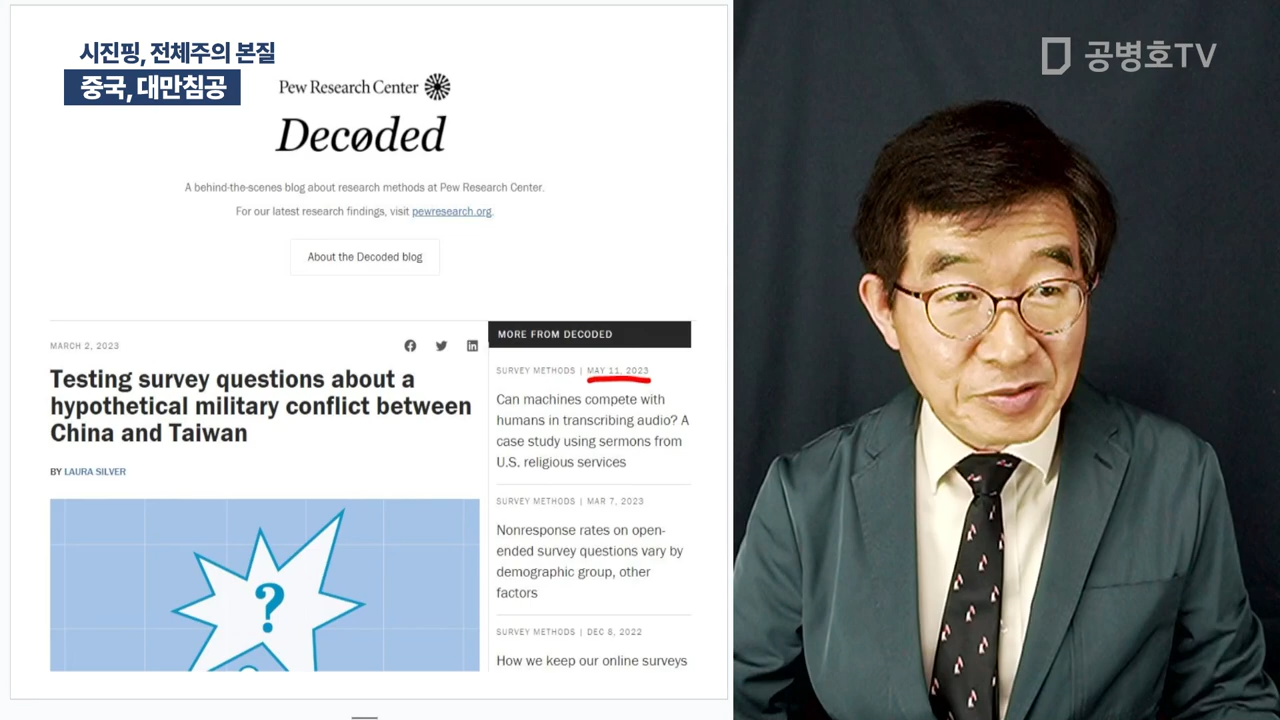 시진핑, 전체주의 본질
중국, 대만침공
공병호TV
Pew Research Center
Decoded
A behind-the-scenes blog about research methods at Pew Research Center.
For our latest research findings, visit pewresearch.org.
About the Decoded blog
MARCH 2, 2023
Testing survey questions about a
hypothetical military conflict between
China and Taiwan
BY LAURA SILVER
?
MORE FROM DECODED
SURVEY METHODS | MAY 11, 2023
Can machines compete with
humans in transcribing audio? A
case study using sermons from
U.S. religious services
SURVEY METHODS | MAR 7, 2023
Nonresponse rates on open-
ended survey questions vary by
demographic group, other
factors
SURVEY METHODS | DEC 8, 2022
How we keep our online surveys